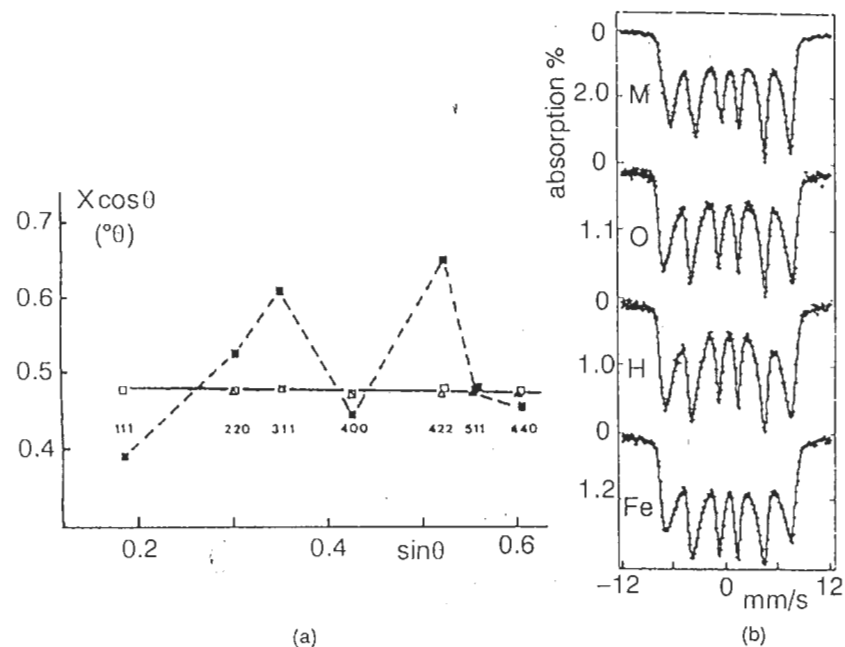 X cosθ
(°θ)
0.7
0.6
0.5
0.4
111
220
311
400
422
511
440
0.2
0.4
sinθ
0.6
(a)
absorption %
0
2.0
M
0
1.1
O
0
1.0
H
0
1.2
Fe
-12
0
12
mm/s
(b)